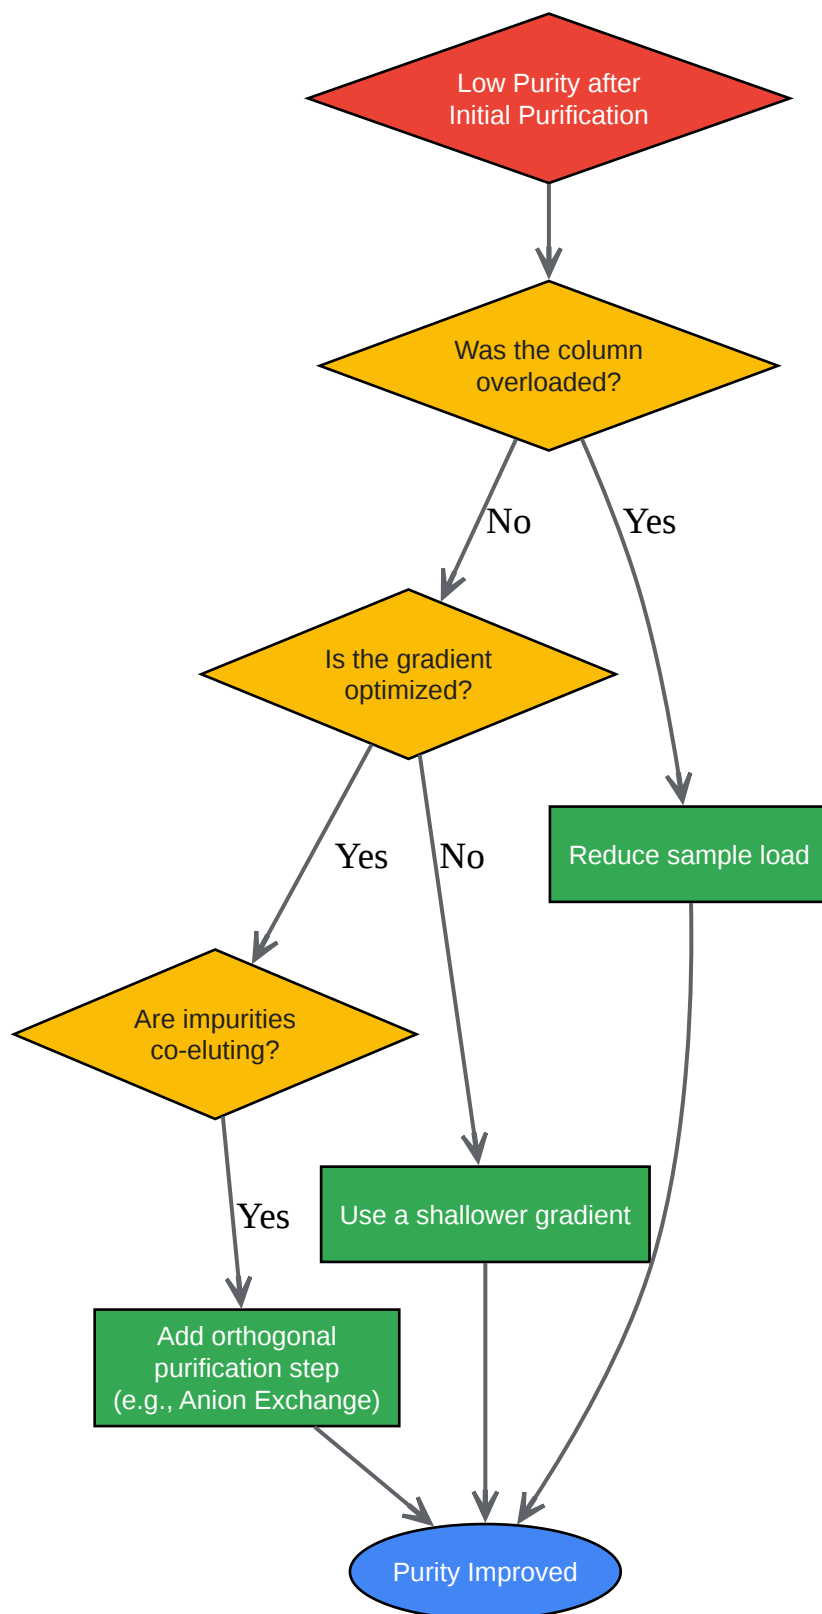 Low Purity after
Initial Purification
Was the column
overloaded?
No
Yes
Is the gradient
optimized?
Yes
No
Reduce sample load
Are impurities
co-eluting?
Yes
Use a shallower gradient
Add orthogonal
purification step
(e.g., Anion Exchange)
Purity Improved